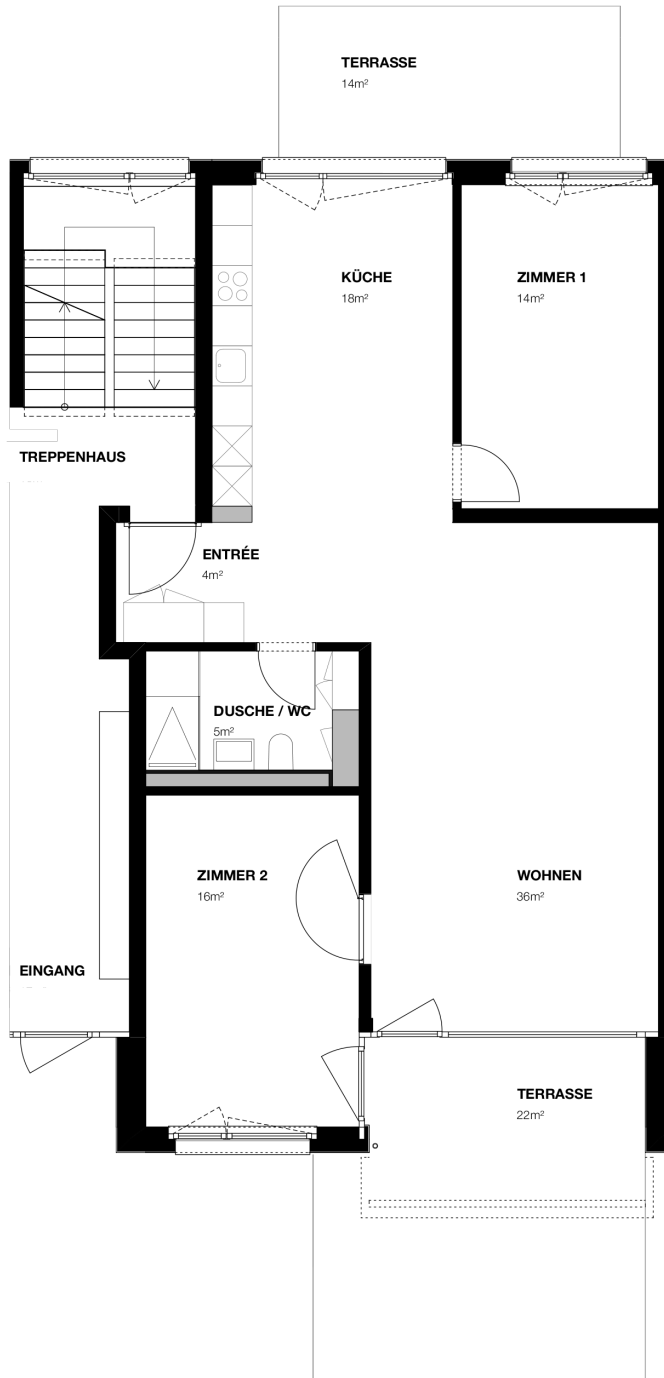 TERRASSE
14m²
KÜCHE
18m²
ZIMMER 1
14m²
TREPPENHAUS
ENTRÉE
4m²
DUSCHE / WC
5m²
ZIMMER 2
16m²
WOHNEN
36m²
EINGANG
TERRASSE
22m²